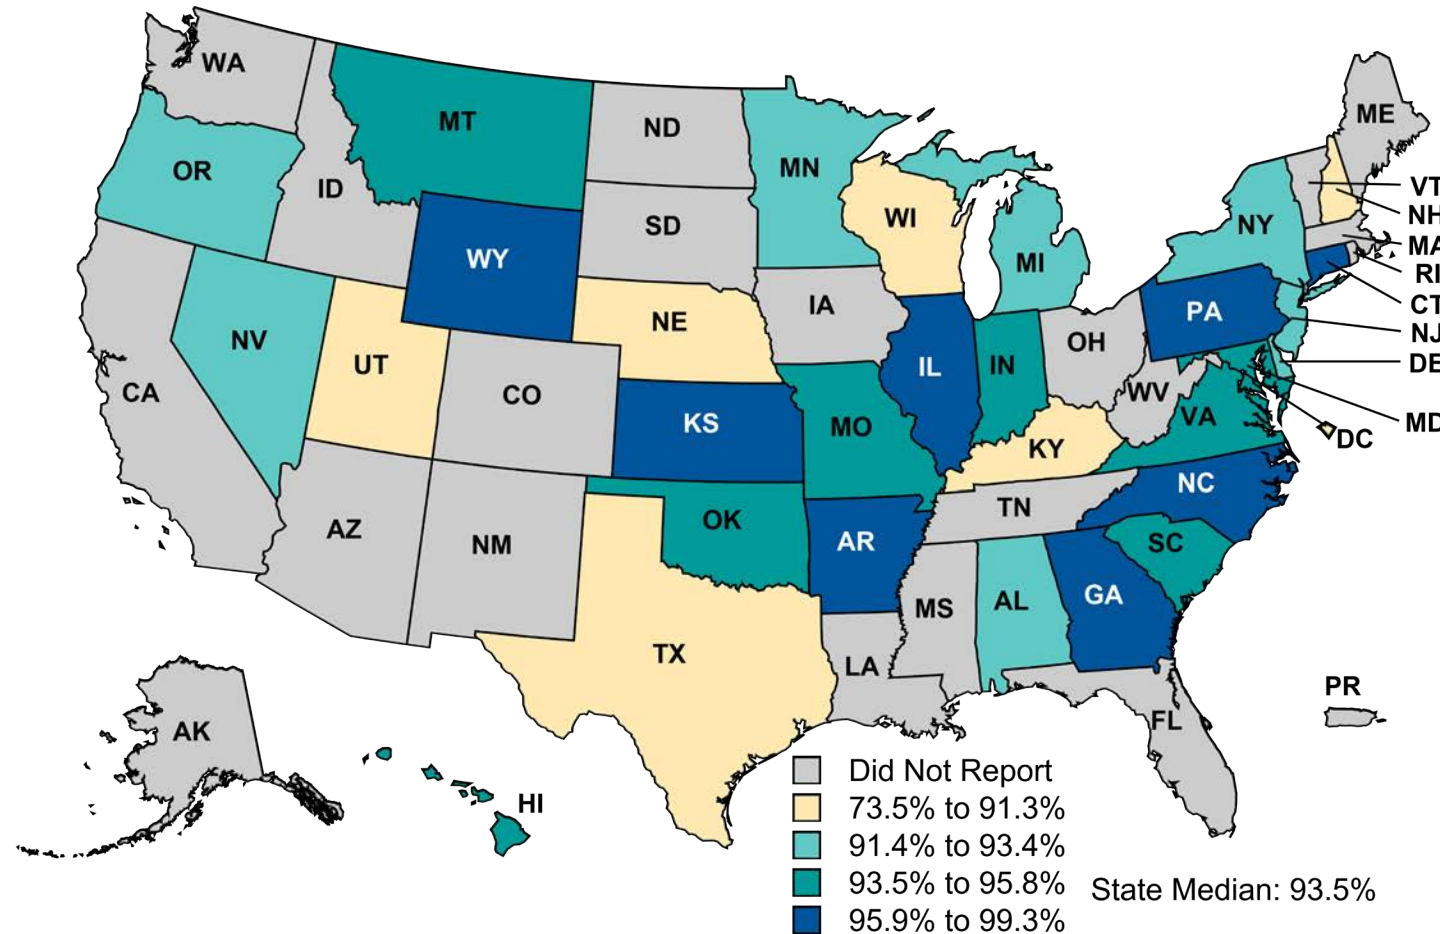 WA
ME
MT
ND
MN
OR
VT
ID
NH
WI
SD
NY
MA
WY
MI
RI
CT
IA
NE
PA
NJ
NV
OH
DE
UT
IL
IN
CA
CO
WV
MD
VA
KS
MO
DC
KY
NC
TN
OK
AZ
NM
AR
SC
GA
AL
MS
TX
LA
PR
FL
AK
HI
Did Not Report
73.5% to 91.3%
91.4% to 93.4%
93.5% to 95.8%
State Median: 93.5%
95.9% to 99.3%